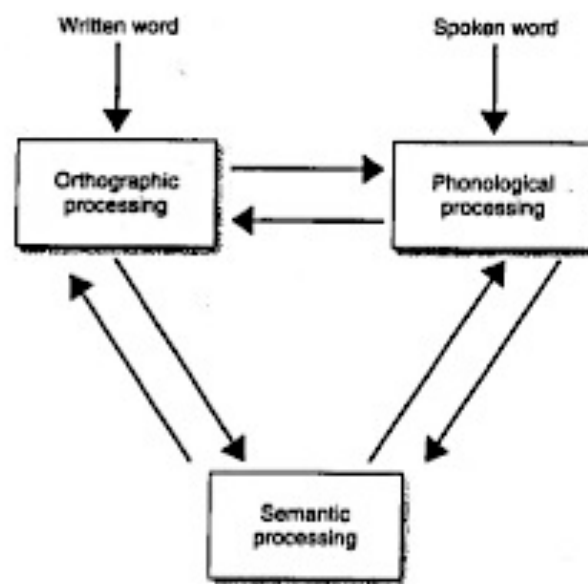 Written word
Spoken word
Orthographic
processing
Phonological
processing
Semantic
processing